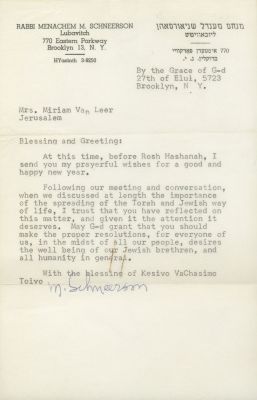 RABBI MENACHEM M. SCHNEERSON
Lubavitch
770 Eastern Parkway
Brooklyn 13, N. Y.
HYacinth 3-9250
מנחם מענדל שניאורסאהן
ליובאוויטש
770 איסטערן פארקוויי
ברוקלין, נ. י.
By the Grace of G-d
27th of Elul, 5723
Brooklyn, N. Y.
Mrs. Miriam Van Leer
Jerusalem
Blessing and Greeting:
At this time, before Rosh Hashanah, I
send you my prayerful wishes for a good and
happy new year.
Following our meeting and conversation,
when we discussed at length the importance
of the spreading of the Torah and Jewish way
of life, I trust that you have reflected on
this matter, and given it the attention it
deserves. May G-d grant that you should
make the proper resolutions, for everyone of
us, in the midst of all our people, desires
the well being of our Jewish brethren, and
all humanity in general.
With the blessing of Kesivo VaChasimo
Toivo
M. Schneerson